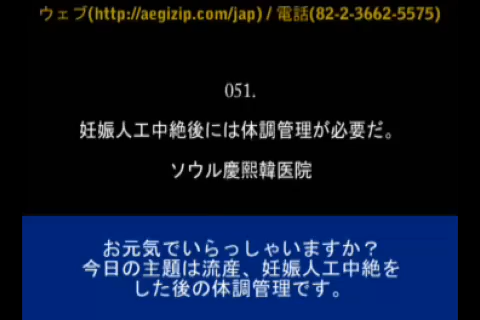 ウェブ(http://aegizip.com/jap) / 電話(82-2-3662-5575)
051.
妊娠人工中絶後には体調管理が必要だ。
ソウル慶熙韓医院
お元気でいらっしゃいますか？
今日の主題は流産、妊娠人工中絶を
した後の体調管理です。